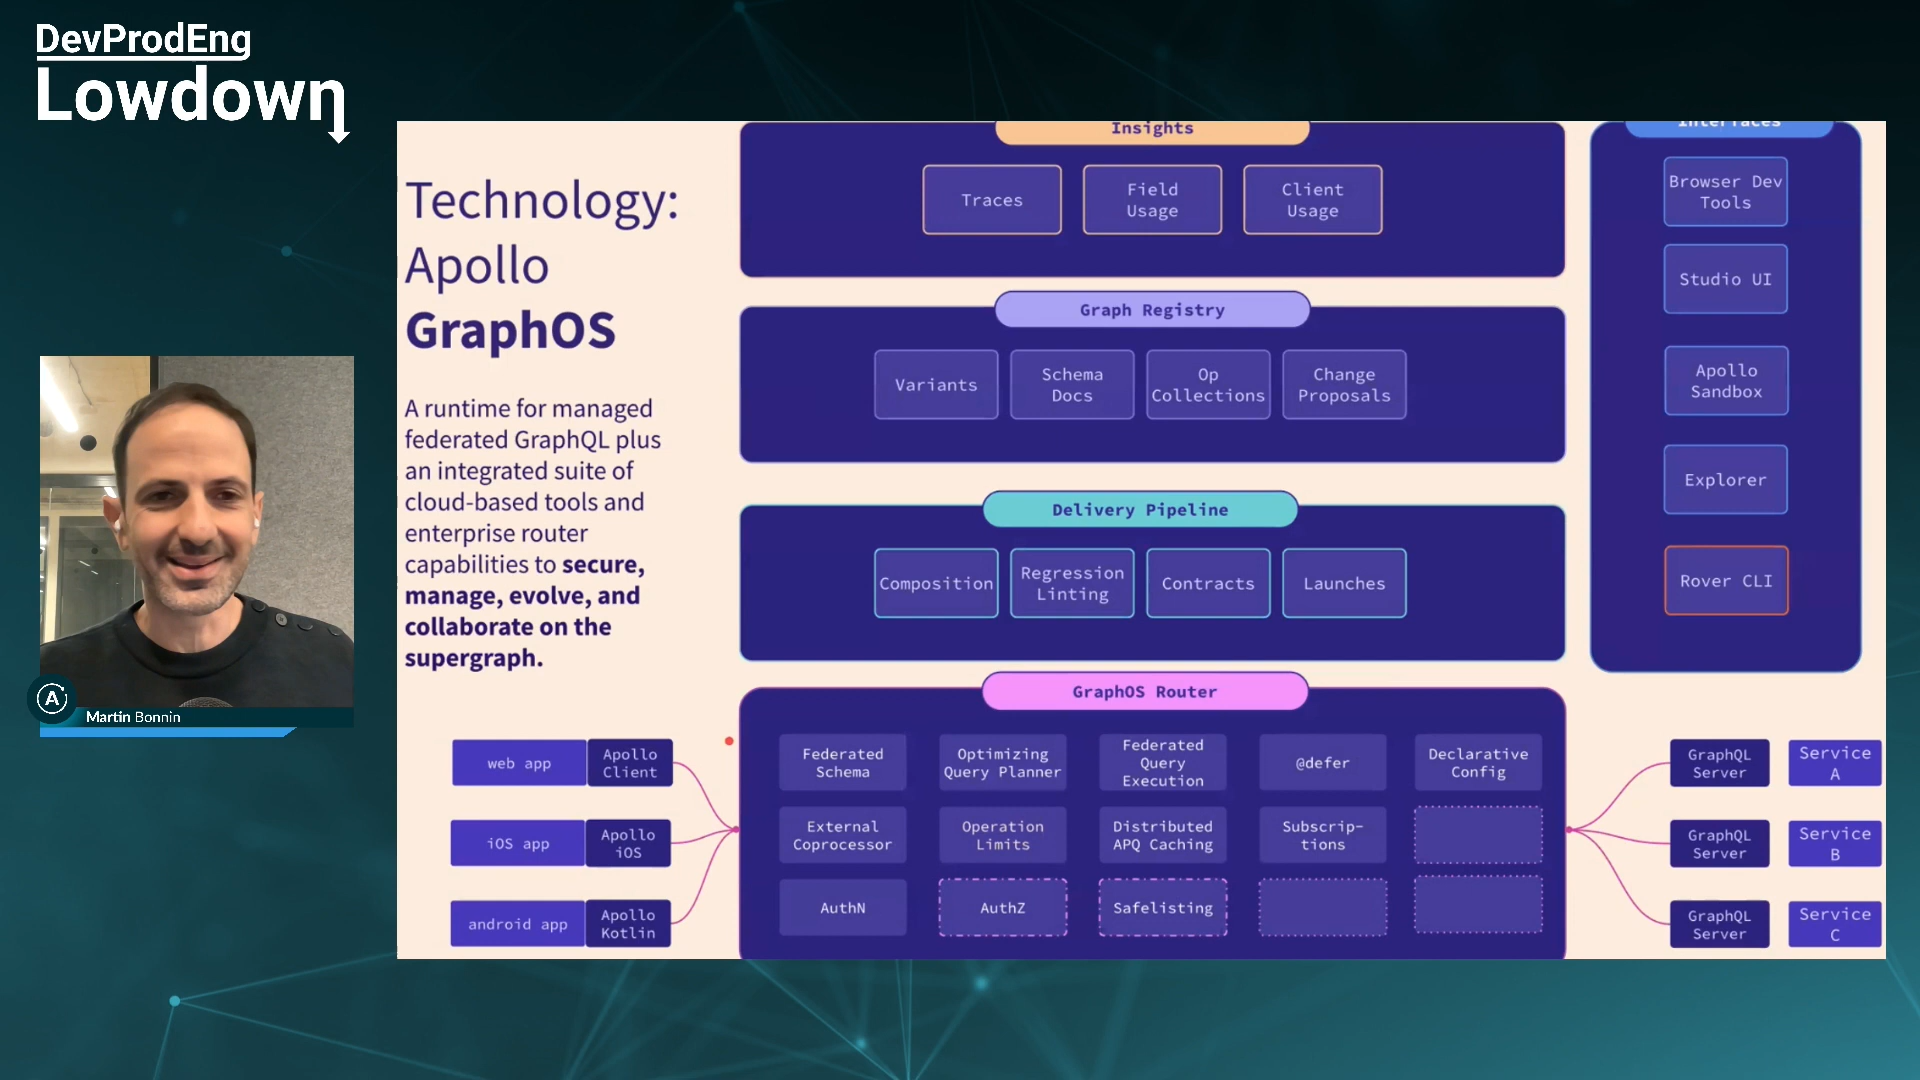 DevProdEng
Lowdown
Technology:
Apollo
GraphOS
A runtime for managed
federated GraphQL plus
an integrated suite of
cloud-based tools and
enterprise router
capabilities to secure,
manage, evolve, and
collaborate on the
supergraph.
Insights
Traces
Field
Usage
Client
Usage
Graph Registry
Variants
Schema
Docs
Op
Collections
Change
Proposals
Delivery Pipeline
Composition
Regression
Linting
Contracts
Launches
GraphOS Router
Federated
Schema
Optimizing
Query Planner
Federated
Query
Execution
@defer
Declarative
Config
External
Coprocessor
Operation
Limits
Distributed
APQ Caching
Subscrip-
tions
AuthN
AuthZ
Safelisting
Interfaces
Browser Dev
Tools
Studio UI
Apollo
Sandbox
Explorer
Rover CLI
web app
Apollo
Client
iOS app
Apollo
iOS
android app
Apollo
Kotlin
GraphQL
Server
Service
A
GraphQL
Server
Service
B
GraphQL
Server
Service
C
A
Martin Bonnin